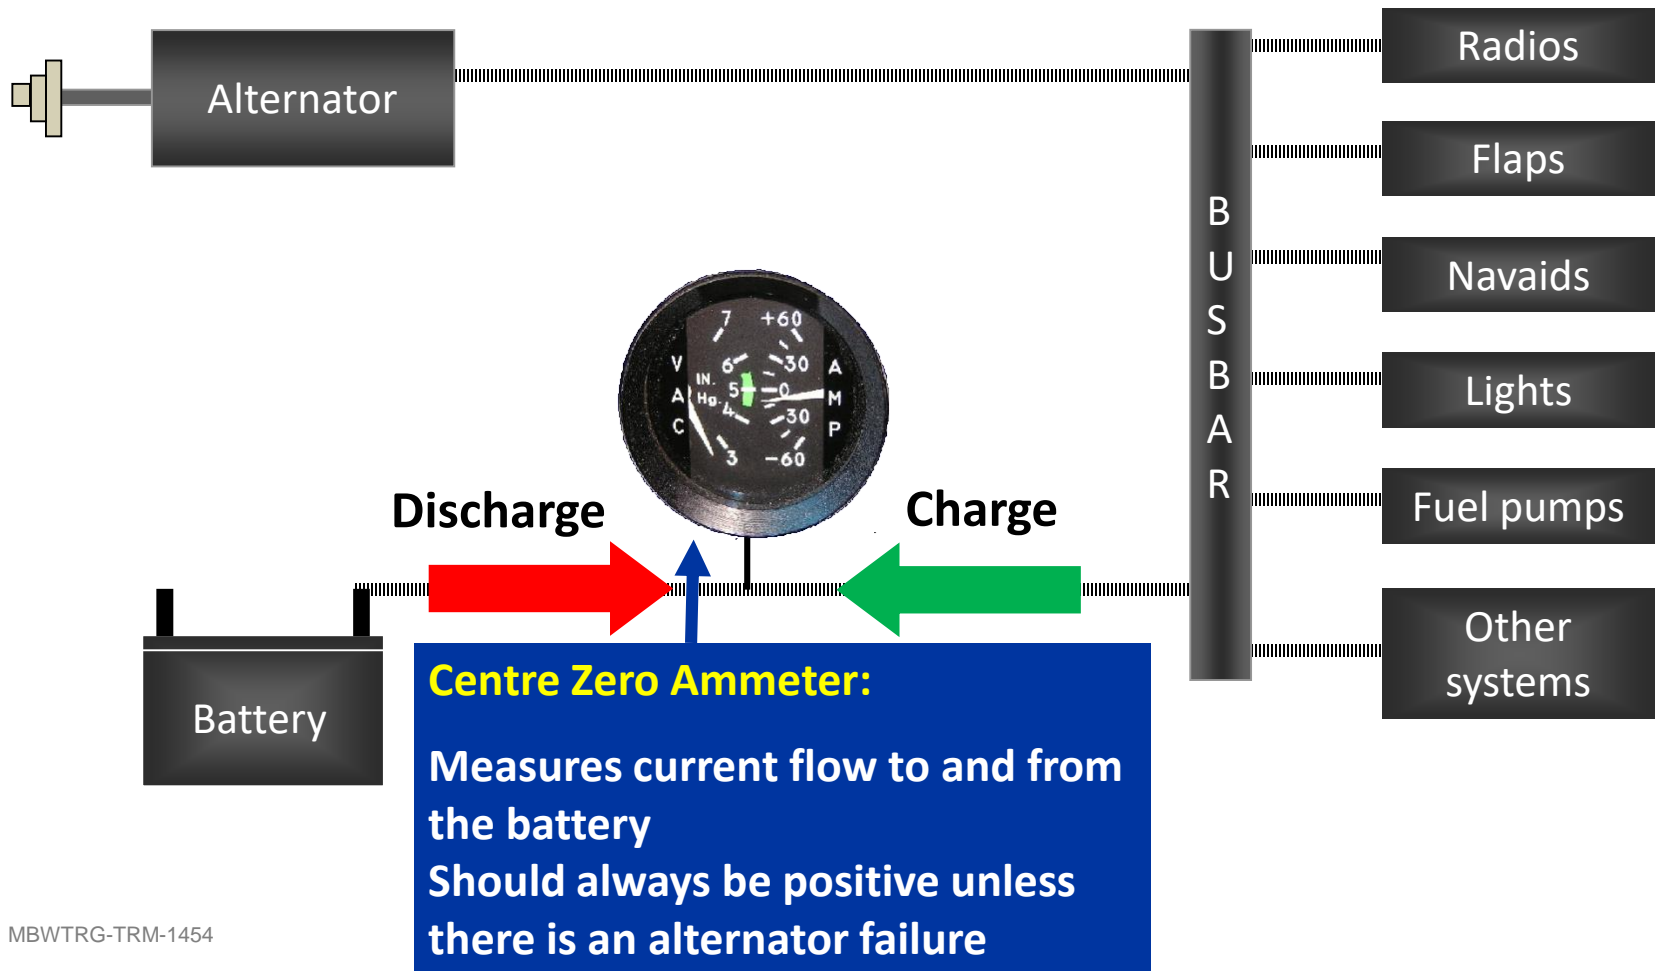 Alternator
BUSBAR
Radios
Flaps
Navaids
Lights
Fuel pumps
Other
systems
7 +60
V 6 30 A
IN.
A Hg. 5 0 M
4 30
C P
3 -60
Discharge
Charge
Battery
Centre Zero Ammeter:
Measures current flow to and from
the battery
Should always be positive unless
there is an alternator failure
MBWTRG-TRM-1454